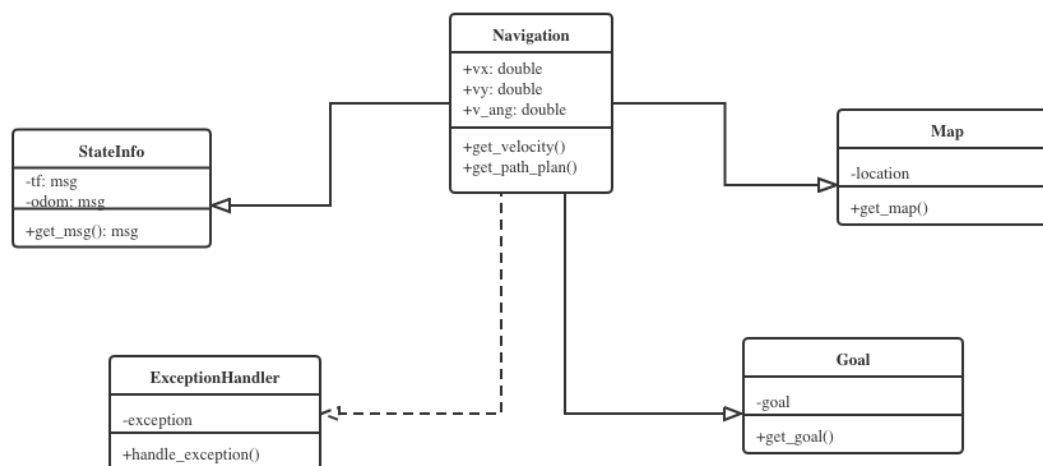 Navigation
+vx: double
+vy: double
+v_ang: double
+get_velocity()
+get_path_plan()
StateInfo
-tf: msg
-odom: msg
+get_msg(): msg
Map
-location
+get_map()
ExceptionHandler
-exception
+handle_exception()
Goal
-goal
+get_goal()